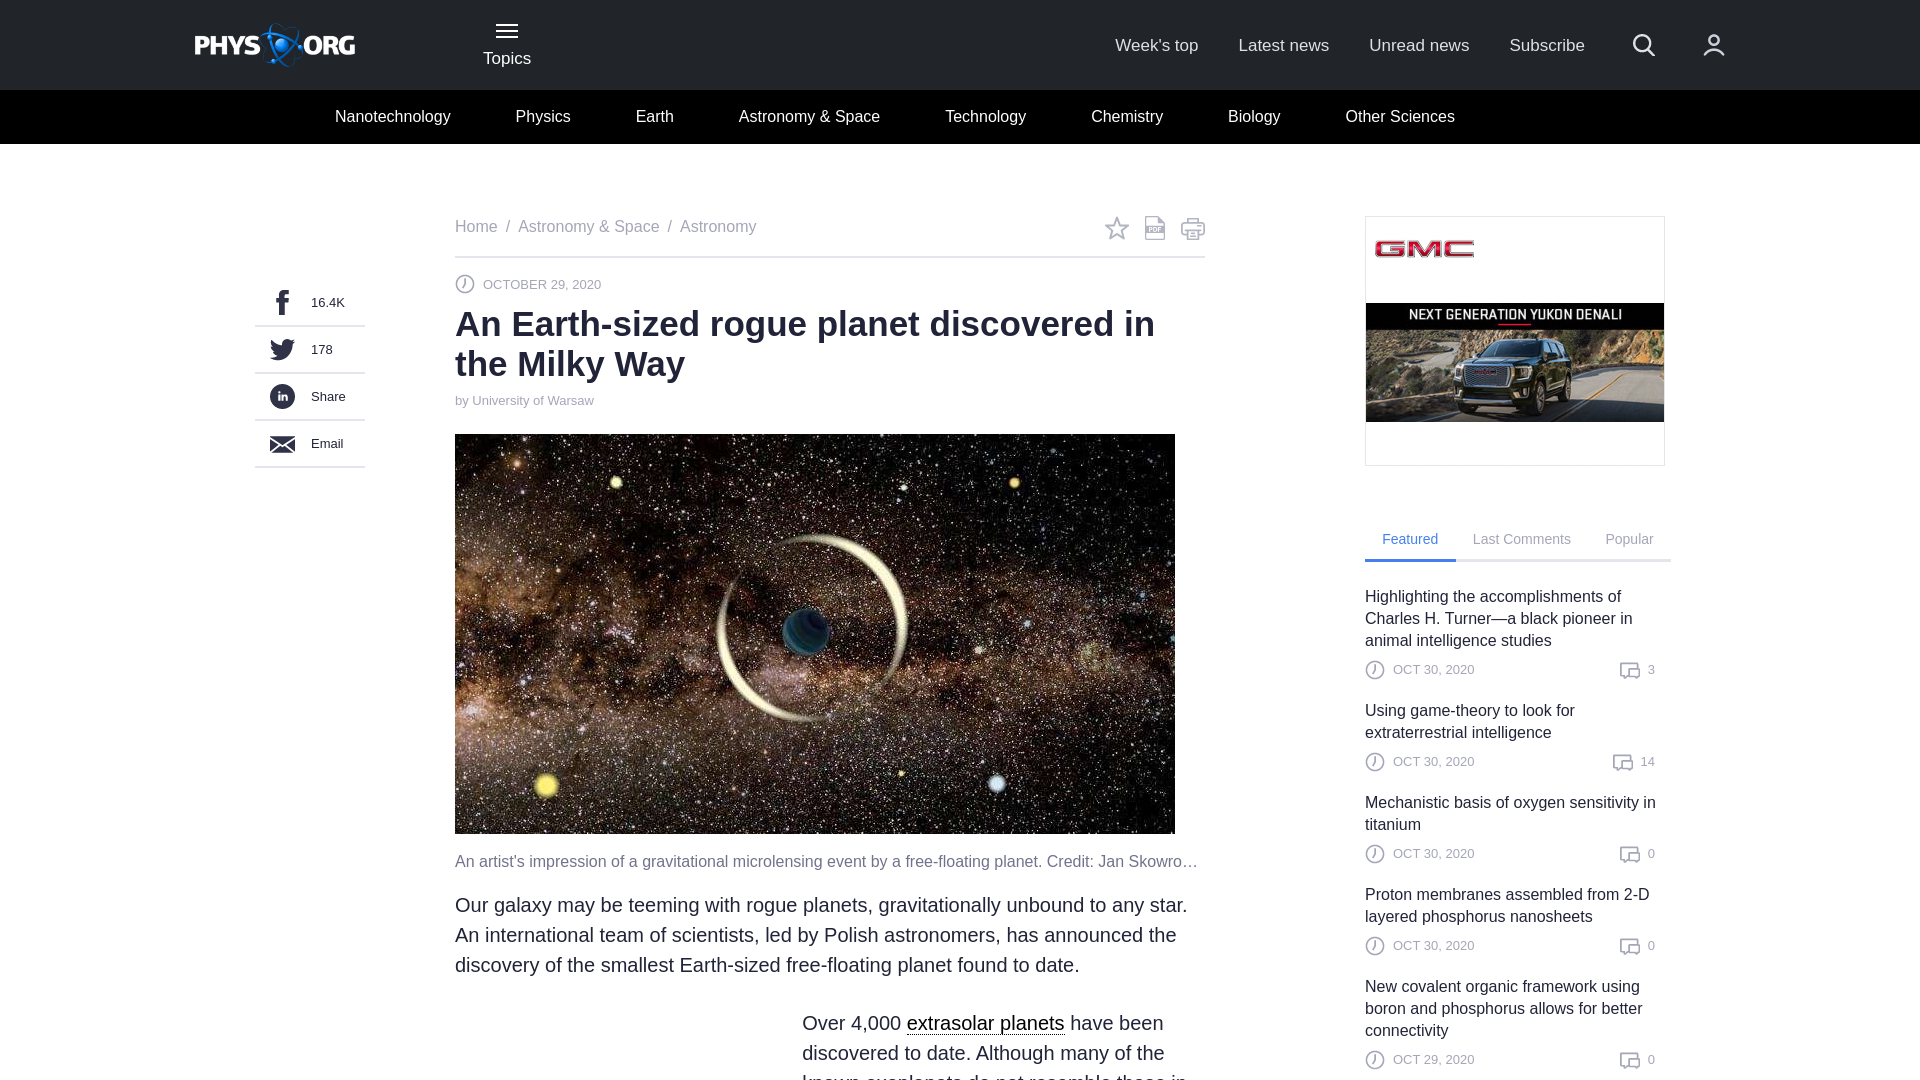 PHYS ORG
Topics
Week's top
Latest news
Unread news
Subscribe
Nanotechnology
Physics
Earth
Astronomy & Space
Technology
Chemistry
Biology
Other Sciences
Home / Astronomy & Space / Astronomy
PDF
16.4K
178
in Share
Email
OCTOBER 29, 2020
An Earth-sized rogue planet discovered in
the Milky Way
by University of Warsaw
An artist's impression of a gravitational microlensing event by a free-floating planet. Credit: Jan Skowro…
Our galaxy may be teeming with rogue planets, gravitationally unbound to any star.
An international team of scientists, led by Polish astronomers, has announced the
discovery of the smallest Earth-sized free-floating planet found to date.
Over 4,000 extrasolar planets have been
discovered to date. Although many of the
known exoplanets do not resemble those in
GMC
NEXT GENERATION YUKON DENALI
Featured
Last Comments
Popular
Highlighting the accomplishments of
Charles H. Turner—a black pioneer in
animal intelligence studies
OCT 30, 2020
3
Using game-theory to look for
extraterrestrial intelligence
OCT 30, 2020
14
Mechanistic basis of oxygen sensitivity in
titanium
OCT 30, 2020
0
Proton membranes assembled from 2-D
layered phosphorus nanosheets
OCT 30, 2020
0
New covalent organic framework using
boron and phosphorus allows for better
connectivity
OCT 29, 2020
0